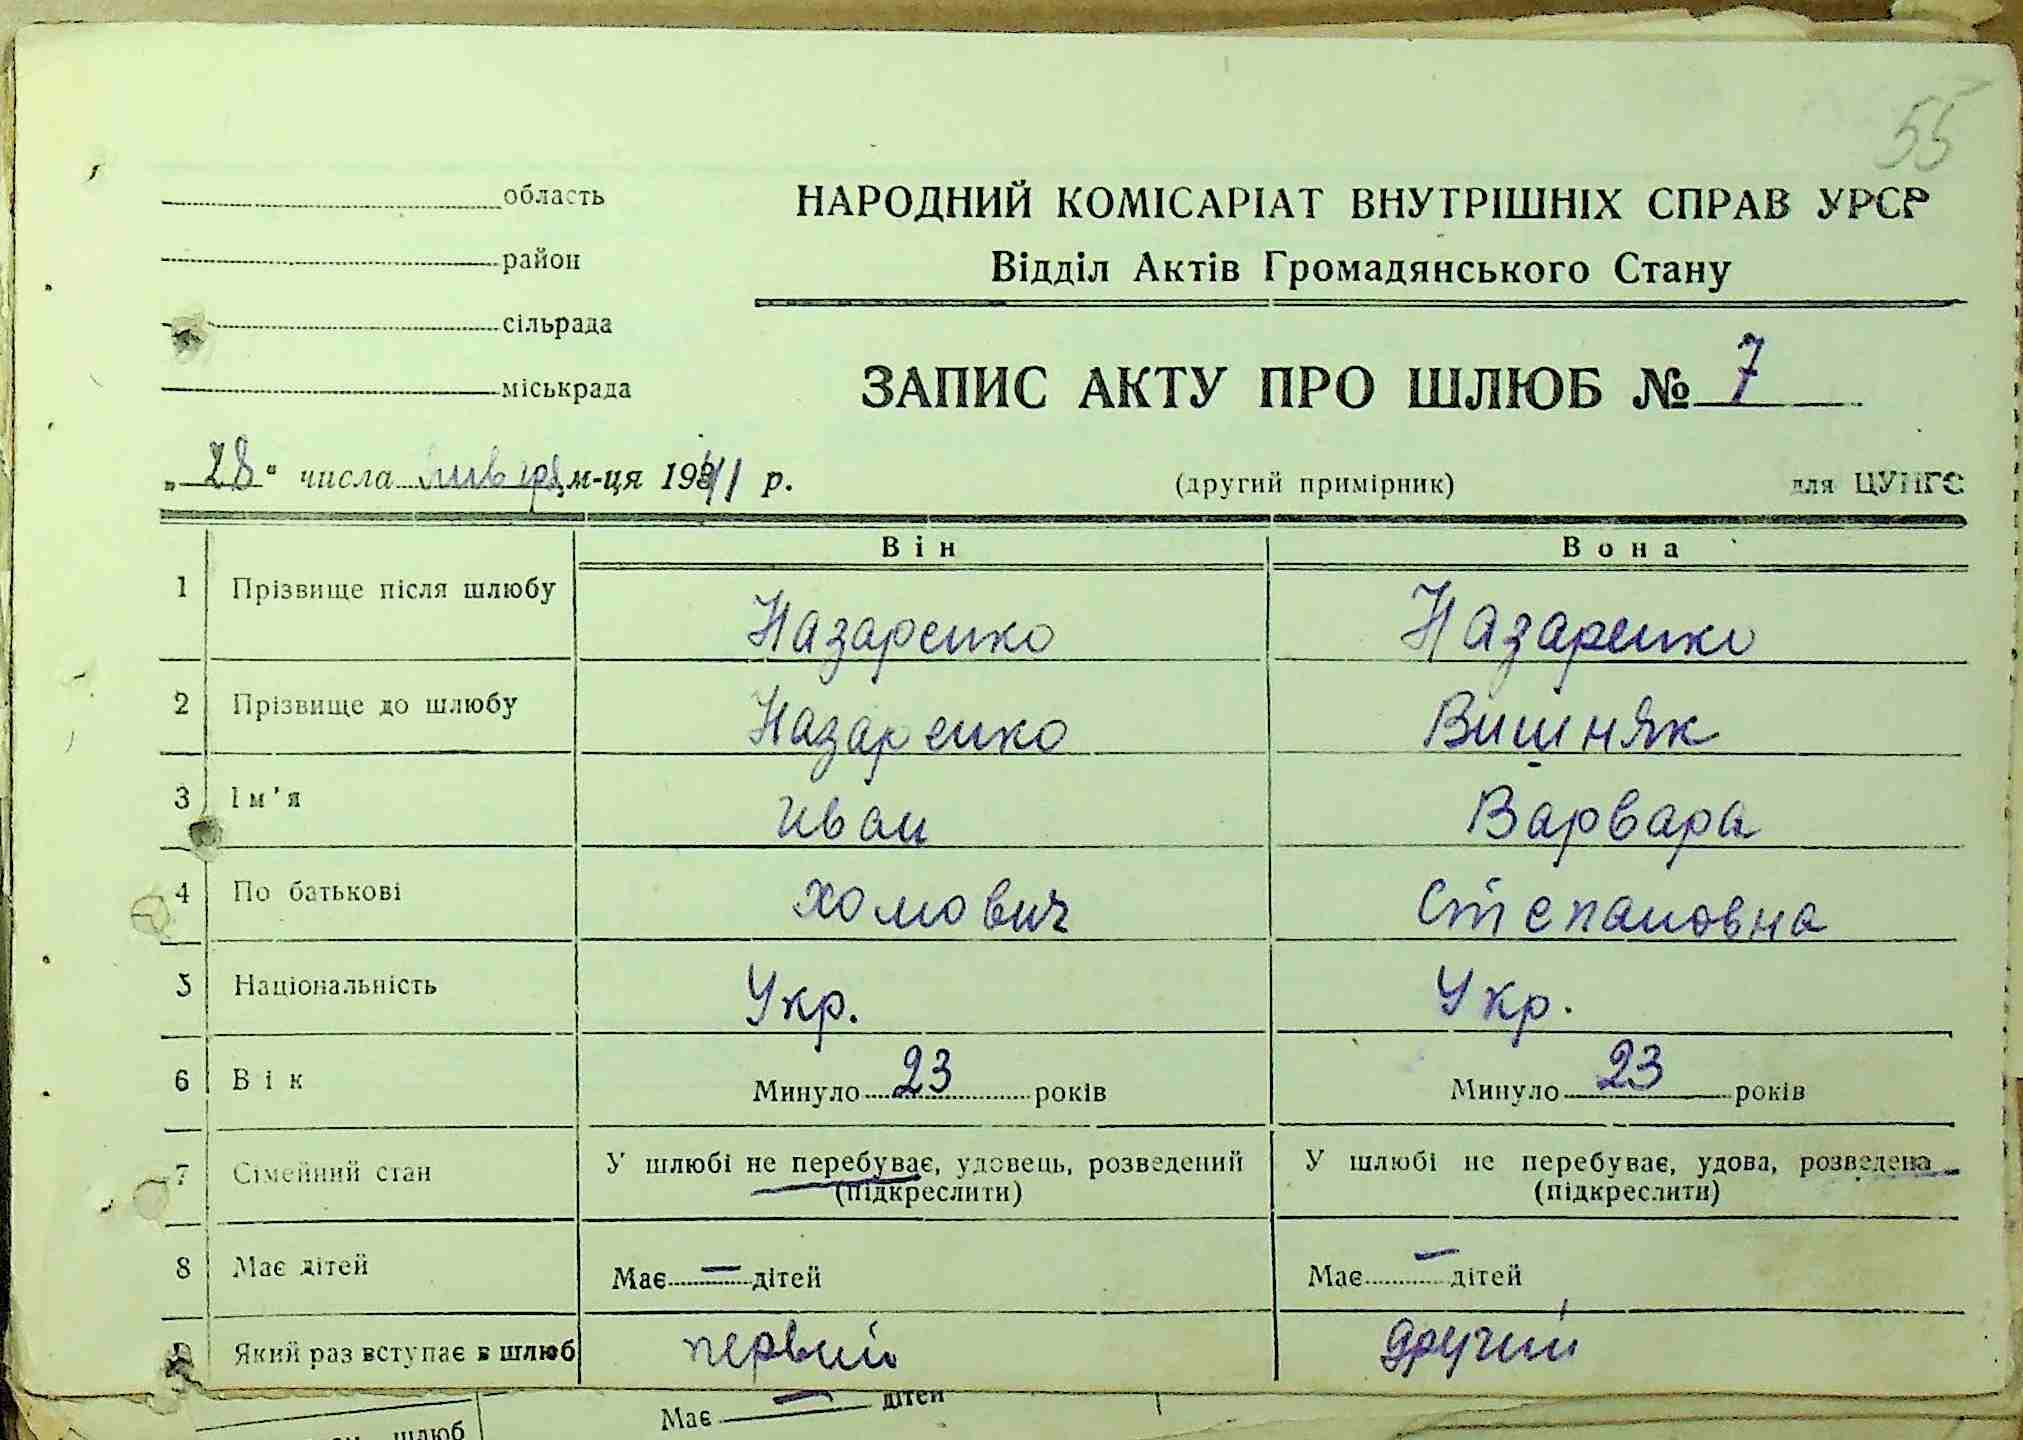 55
область
район
сільрада
міськрада
НАРОДНИЙ КОМІСАРІАТ ВНУТРІШНІХ СПРАВ УРСР
Відділ Актів Громадянського Стану
ЗАПИС АКТУ ПРО ШЛЮБ № 7
„28“ числа января м-ця 1941 р.
(другий примірник)
для ЦУНГО
Він Вона
1 Прізвище після шлюбу Назаренко Назаренко
2 Прізвище до шлюбу Назаренко Вишняк
3 Ім'я Иван Варвара
4 По батькові Хомович Степановна
5 Національність Укр. Укр.
6 Вік Минуло 23 років Минуло 23 років
7 Сімейний стан У шлюбі не перебуває, удовець, розведений У шлюбі не перебуває, удова, розведена
(підкреслити) (підкреслити)
8 Має дітей Має — дітей Має — дітей
9 Який раз вступає в шлюб первий другий
Має — дітей
шлюб